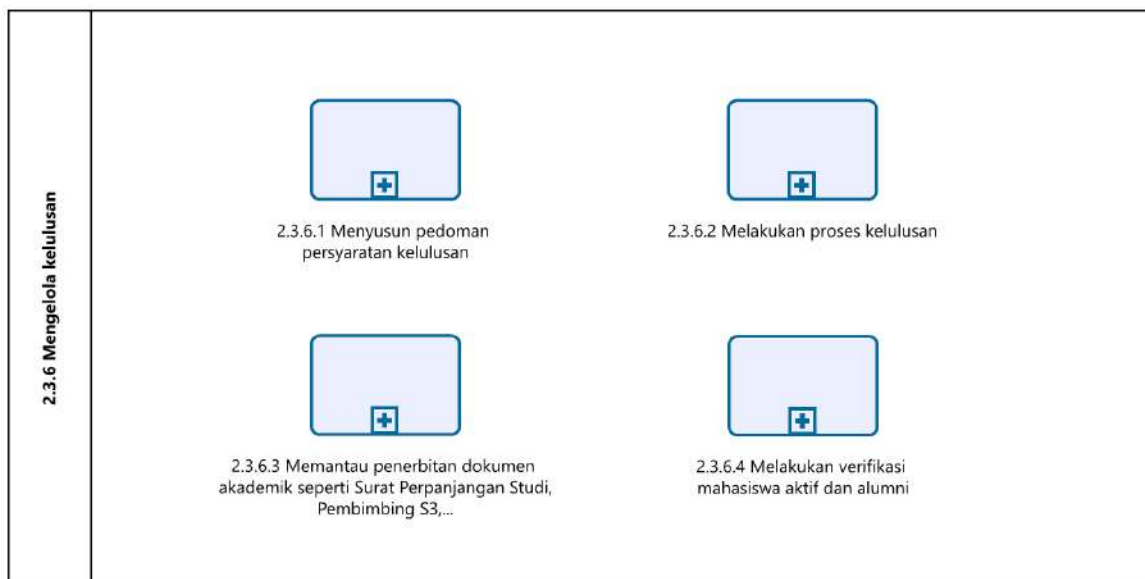 2.3.6 Mengelola kelulusan
2.3.6.1 Menyusun pedoman
persyaratan kelulusan
2.3.6.2 Melakukan proses kelulusan
2.3.6.3 Memantau penerbitan dokumen
akademik seperti Surat Perpanjangan Studi,
Pembimbing S3,...
2.3.6.4 Melakukan verifikasi
mahasiswa aktif dan alumni